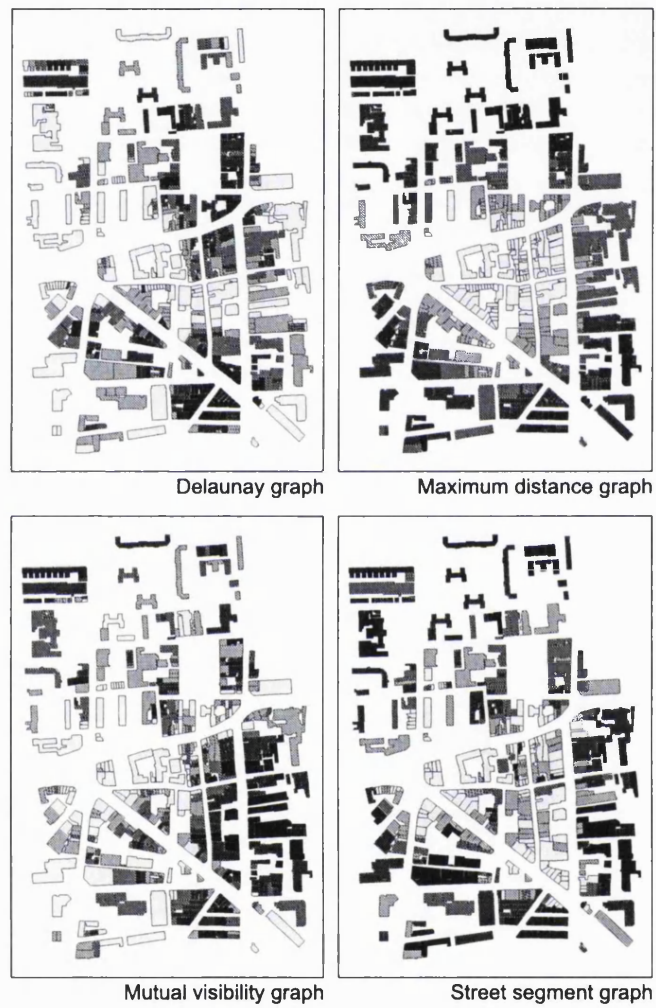 Delaunay graph
Maximum distance graph
Mutual visibility graph
Street segment graph